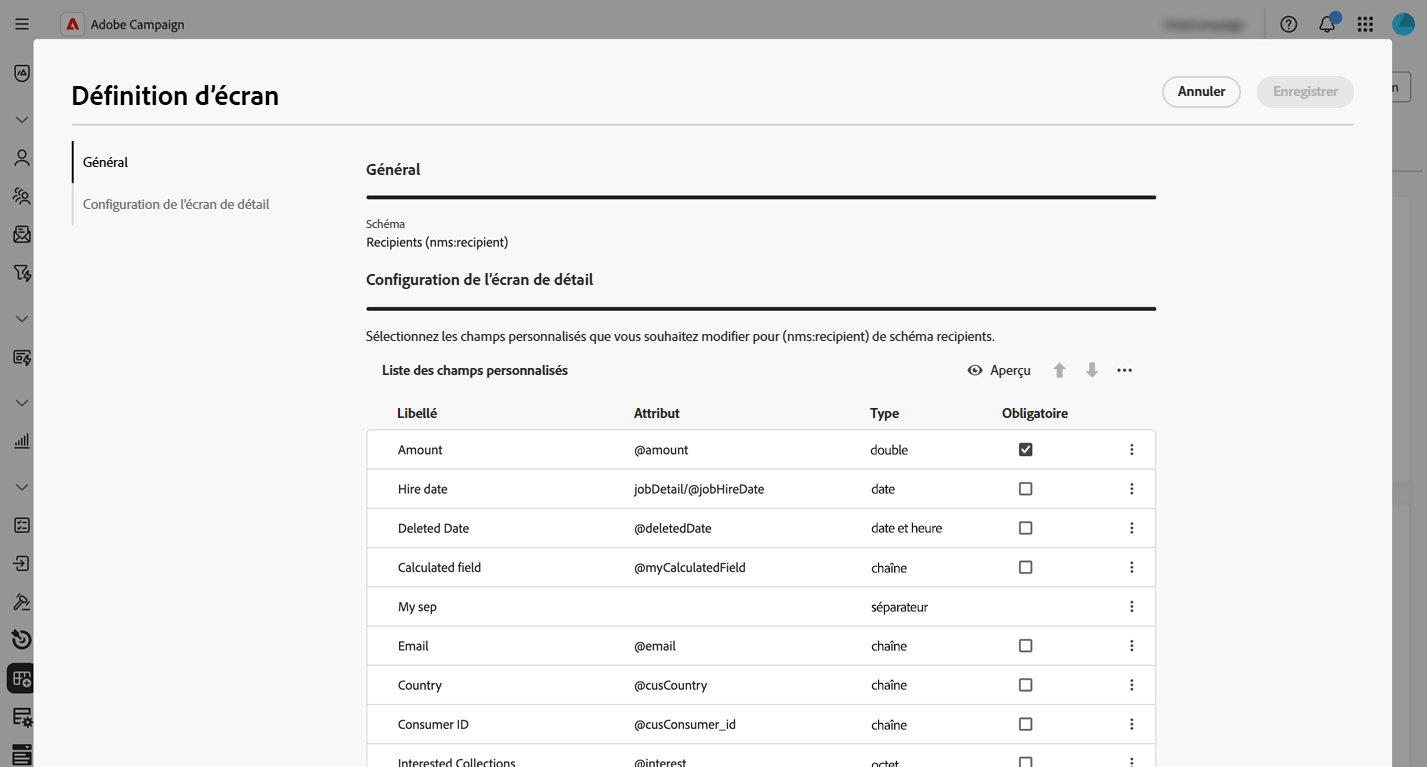 Adobe Campaign
Définition d'écran
Annuler
Enregistrer
n
Général
Configuration de l'écran de détail
Général
Schéma
Recipients (nms:recipient)
Configuration de l'écran de détail
Sélectionnez les champs personnalisés que vous souhaitez modifier pour (nms:recipient) de schéma recipients.
Liste des champs personnalisés
Aperçu
Libellé Attribut Type Obligatoire
Amount @amount double
Hire date jobDetail/@jobHireDate date
Deleted Date @deletedDate date et heure
Calculated field @myCalculatedField chaîne
My sep séparateur
Email @email chaîne
Country @cusCountry chaîne
Consumer ID @cusConsumer_id chaîne
Interested Collections @interest octet